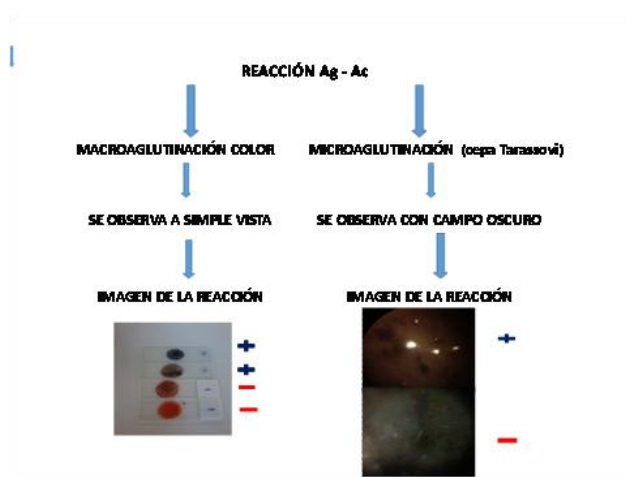 REACCIÓN Ag - Ac
MACROAGLUTINACIÓN COLOR
MICROAGLUTINACIÓN (cepa Tarassovi)
SE OBSERVA A SIMPLE VISTA
SE OBSERVA CON CAMPO OSCURO
IMAGEN DE LA REACCIÓN
IMAGEN DE LA REACCIÓN
+
+
−
−
+
−